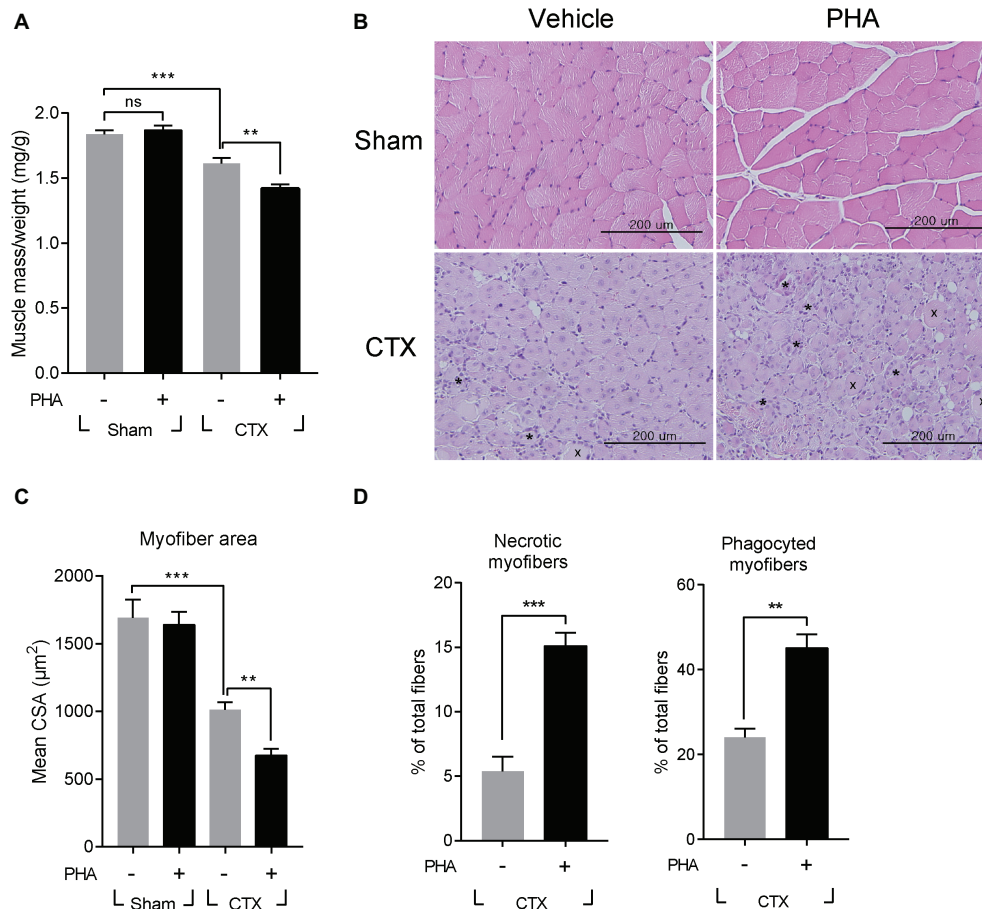 A
***
ns
**
Muscle mass/weight (mg/g)
2.0
1.5
1.0
0.5
0.0
PHA - + - +
Sham CTX
B
Vehicle PHA
Sham
200 um 200 um
CTX
* * * * * * *
x x x x
200 um 200 um
C
Myofiber area
***
**
Mean CSA (µm²)
2000
1500
1000
500
0
PHA - + - +
Sham CTX
D
Necrotic
myofibers
***
% of total fibers
20
15
10
5
0
PHA - +
CTX
Phagocyted
myofibers
**
% of total fibers
60
40
20
0
PHA - +
CTX